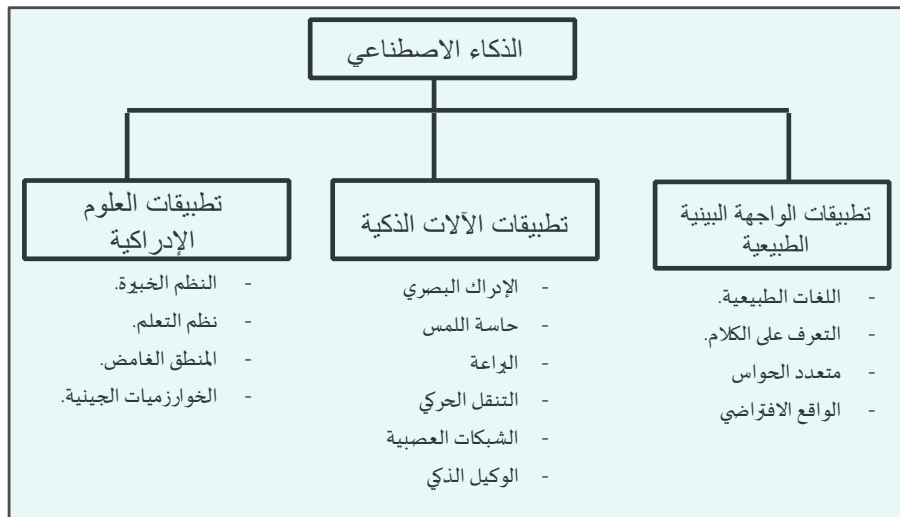 الذكاء الاصطناعي
تطبيقات الواجهة البينية
الطبيعية
- اللغات الطبيعية.
- التعرف على الكلام.
- متعدد الحواس
- الواقع الافتراضي
تطبيقات الآلات الذكية
- الإدراك البصري
- حاسة اللمس
- البراعة
- التنقل الحركي
- الشبكات العصبية
- الوكيل الذكي
تطبيقات العلوم
الإدراكية
- النظم الخبيرة.
- نظم التعلم.
- المنطق الغامض.
- الخوارزميات الجينية.